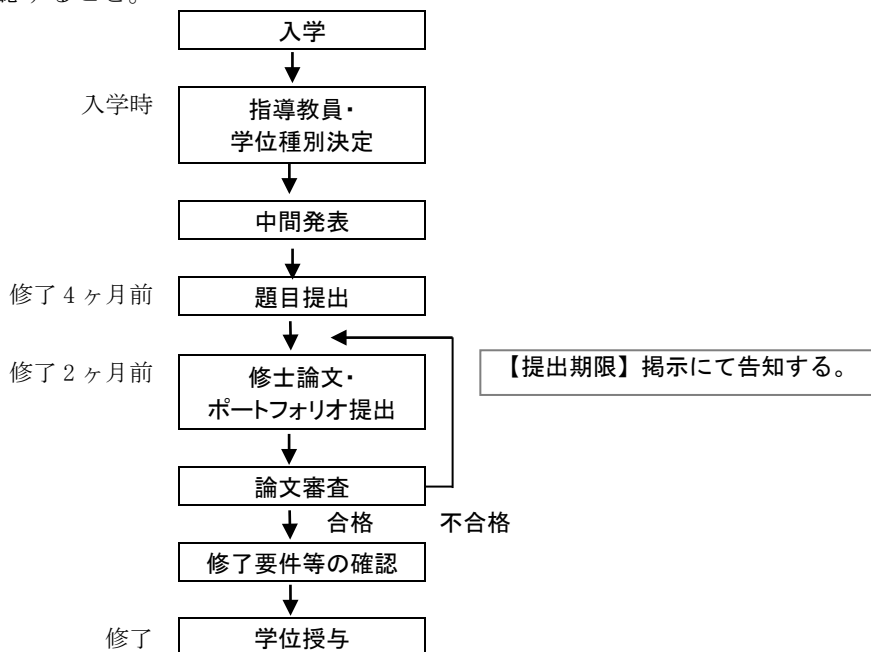 認すること。
入学
入学時
指導教員・
学位種別決定
中間発表
修了4ヶ月前
題目提出
修了2ヶ月前
修士論文・
ポートフォリオ提出
【提出期限】掲示にて告知する。
論文審査
合格
不合格
修了要件等の確認
修了
学位授与